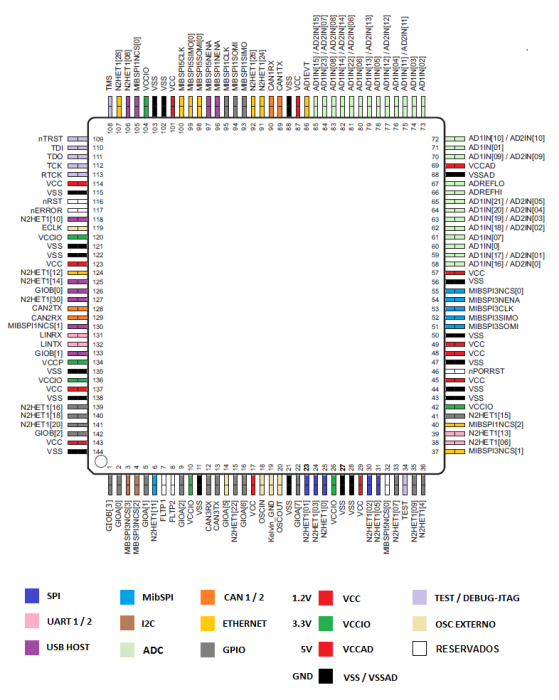 TMS
N2HET1[28]
N2HET1[08]
MIBSPI1NCS[0]
VCCIO
VSS
VSS
VCC
MIBSPI5CLK
MIBSPI5SIMO[0]
MIBSPI5SOMI[0]
MIBSPI5NENA
MIBSPI1NENA
MIBSPI1CLK
MIBSPI1SOMI
MIBSPI1SIMO
N2HET1[26]
N2HET1[24]
CAN1RX
CAN1TX
VSS
VCC
AD1EVT
AD1IN[15] / AD2IN[15]
AD1IN[23] / AD2IN[07]
AD1IN[08] / AD2IN[08]
AD1IN[14] / AD2IN[14]
AD1IN[22] / AD2IN[06]
AD1IN[06]
AD1IN[13] / AD2IN[13]
AD1IN[05]
AD1IN[12] / AD2IN[12]
AD1IN[04]
AD1IN[11] / AD2IN[11]
AD1IN[03]
AD1IN[02]
108 107 106 105 104 103 102 101 100 99 98 97 96 95 94 93 92 91 90 89 88 87 86 85 84 83 82 81 80 79 78 77 76 75 74 73
nTRST 109
TDI 110
TDO 111
TCK 112
RTCK 113
VCC 114
VSS 115
nRST 116
nERROR 117
N2HET1[10] 118
ECLK 119
VCCIO 120
VSS 121
VSS 122
VCC 123
N2HET1[12] 124
N2HET1[14] 125
GIOB[0] 126
N2HET1[30] 127
CAN2TX 128
CAN2RX 129
MIBSPI1NCS[1] 130
LINRX 131
LINTX 132
GIOB[1] 133
VCCP 134
VSS 135
VCCIO 136
VCC 137
VSS 138
N2HET1[16] 139
N2HET1[18] 140
N2HET1[20] 141
GIOB[2] 142
VCC 143
VSS 144
72 AD1IN[10] / AD2IN[10]
71 AD1IN[01]
70 AD1IN[09] / AD2IN[09]
69 VCCAD
68 VSSAD
67 ADREFLO
66 ADREFHI
65 AD1IN[21] / AD2IN[05]
64 AD1IN[20] / AD2IN[04]
63 AD1IN[19] / AD2IN[03]
62 AD1IN[18] / AD2IN[02]
61 AD1IN[07]
60 AD1IN[0]
59 AD1IN[17] / AD2IN[01]
58 AD1IN[16] / AD2IN[0]
57 VCC
56 VSS
55 MIBSPI3NCS[0]
54 MIBSPI3NENA
53 MIBSPI3CLK
52 MIBSPI3SIMO
51 MIBSPI3SOMI
50 VSS
49 VCC
48 VCC
47 VSS
46 nPORRST
45 VCC
44 VSS
43 VSS
42 VCCIO
41 N2HET1[15]
40 MIBSPI1NCS[2]
39 N2HET1[13]
38 N2HET1[06]
37 MIBSPI3NCS[1]
1 2 3 4 5 6 7 8 9 10 11 12 13 14 15 16 17 18 19 20 21 22 23 24 25 26 27 28 29 30 31 32 33 34 35 36
GIOB[3]
GIOA[0]
MIBSPI3NCS[3]
MIBSPI3NCS[2]
GIOA[1]
N2HET1[11]
FLTP1
FLTP2
GIOA[2]
VCCIO
VSS
CAN3RX
CAN3TX
GIOA[5]
N2HET1[22]
GIOA[6]
VCC
OSCIN
Kelvin_GND
OSCOUT
VSS
GIOA[7]
N2HET1[01]
N2HET1[03]
N2HET1[0]
VCCIO
VSS
VSS
VCC
N2HET1[02]
N2HET1[05]
MIBSPI5NCS[0]
N2HET1[07]
TEST
N2HET1[09]
N2HET1[4]
SPI MibSPI CAN 1 / 2 1.2V VCC TEST / DEBUG-JTAG
UART 1 / 2 I2C ETHERNET 3.3V VCCIO OSC EXTERNO
USB HOST ADC GPIO 5V VCCAD RESERVADOS
GND VSS / VSSAD